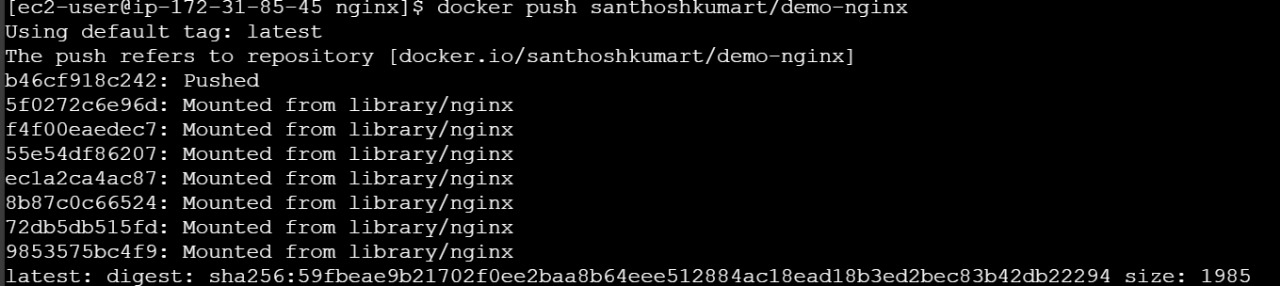 [ec2-user@ip-172-31-85-45 nginx]$ docker push santhoshkumart/demo-nginx
Using default tag: latest
The push refers to repository [docker.io/santhoshkumart/demo-nginx]
b46cf918c242: Pushed
5f0272c6e96d: Mounted from library/nginx
f4f00eaedec7: Mounted from library/nginx
55e54df86207: Mounted from library/nginx
ec1a2ca4ac87: Mounted from library/nginx
8b87c0c66524: Mounted from library/nginx
72db5db515fd: Mounted from library/nginx
9853575bc4f9: Mounted from library/nginx
latest: digest: sha256:59fbeae9b21702f0ee2baa8b64eee512884ac18ead18b3ed2bec83b42db22294 size: 1985